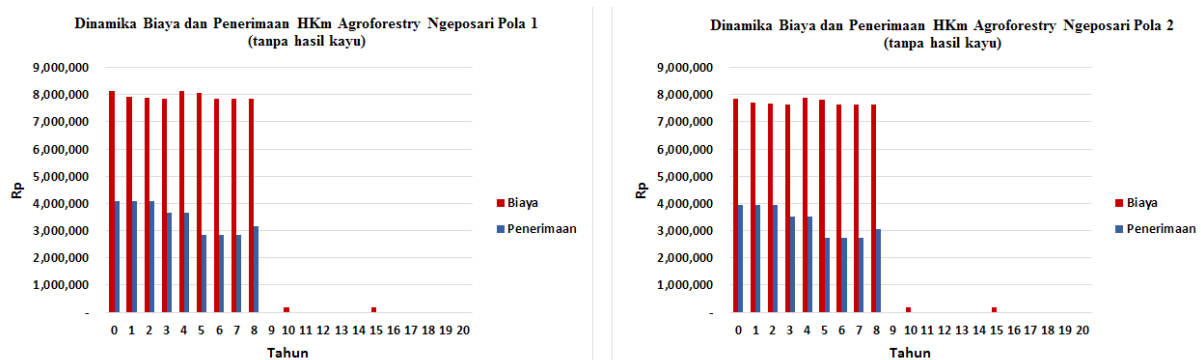 Dinamika Biaya dan Penerimaan HKm Agroforestry Ngeposari Pola 1
(tanpa hasil kayu)
9,000,000
8,000,000
7,000,000
6,000,000
5,000,000
4,000,000
3,000,000
2,000,000
1,000,000
-
Rp
0 1 2 3 4 5 6 7 8 9 10 11 12 13 14 15 16 17 18 19 20
Tahun
Biaya
Penerimaan
Dinamika Biaya dan Penerimaan HKm Agroforestry Ngeposari Pola 2
(tanpa hasil kayu)
9,000,000
8,000,000
7,000,000
6,000,000
5,000,000
4,000,000
3,000,000
2,000,000
1,000,000
-
Rp
0 1 2 3 4 5 6 7 8 9 10 11 12 13 14 15 16 17 18 19 20
Tahun
Biaya
Penerimaan